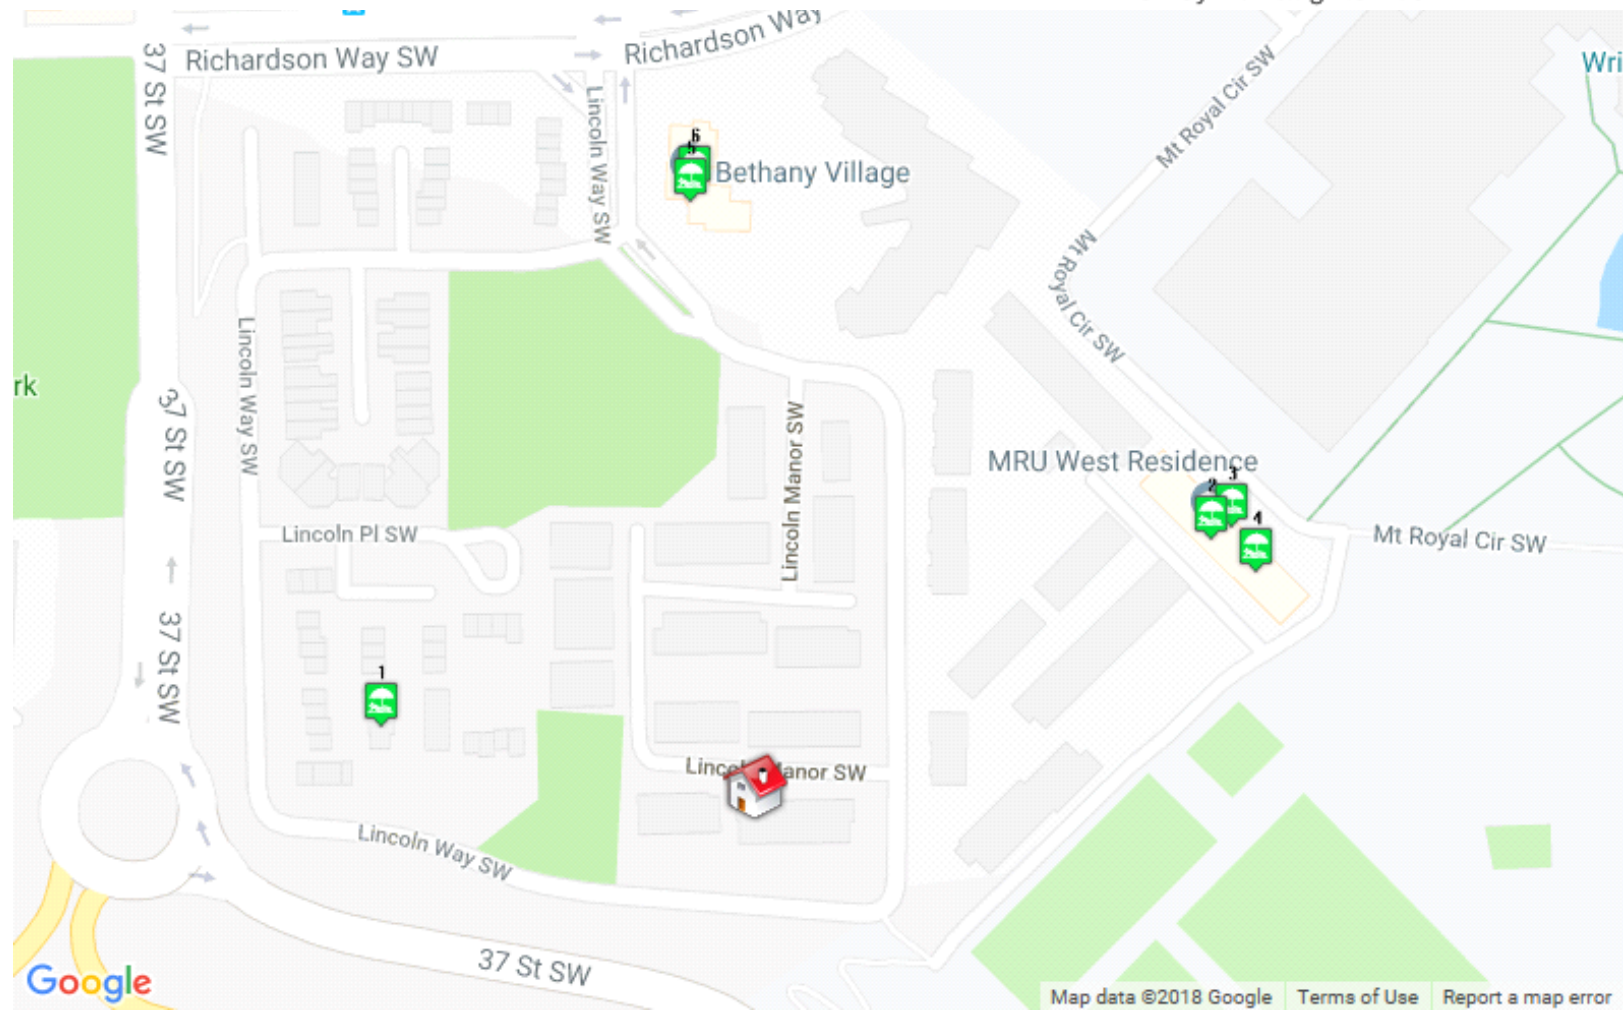 37 St SW
Richardson Way SW
Richardson Way
Mt Royal Cir SW
Wri
Lincoln Way SW
6
5
Bethany Village
Mt Royal Cir SW
Lincoln Way SW
rk
37 St SW
Lincoln Manor SW
MRU West Residence
3
2
4
Lincoln Pl SW
Mt Royal Cir SW
37 St SW
1
Manor SW
Lincoln Way SW
37 St SW
Google
Map data ©2018 Google
Terms of Use
Report a map error